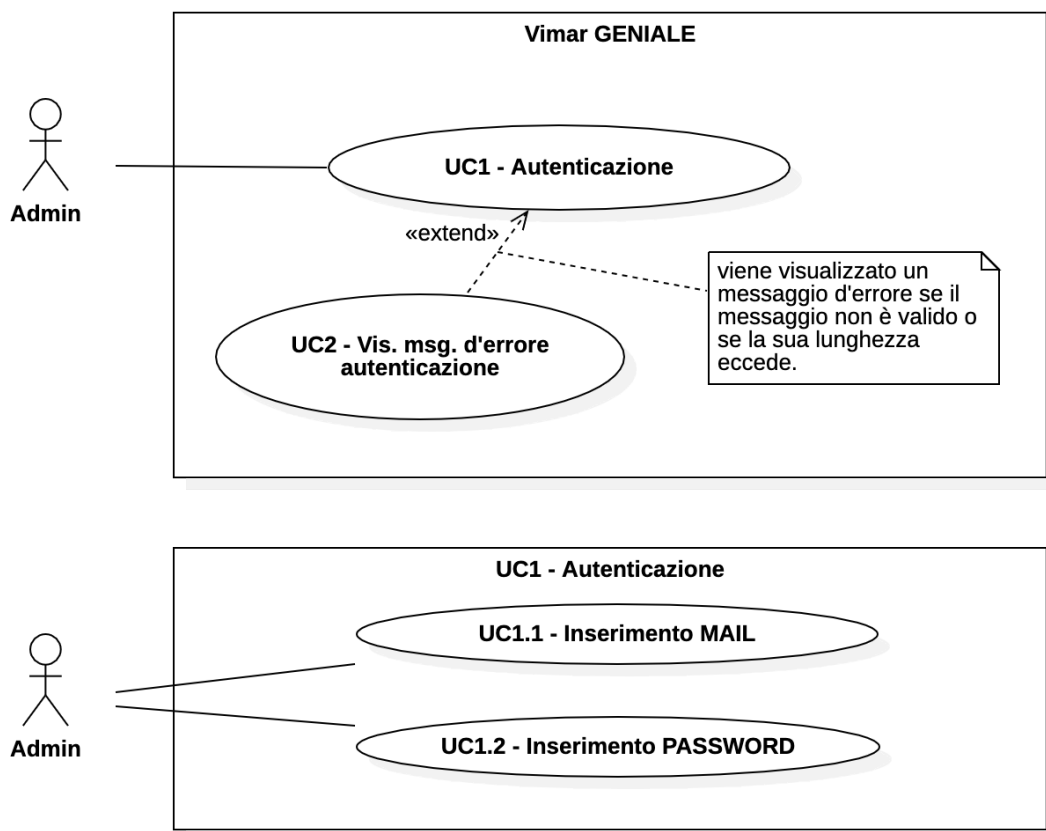 Vimar GENIALE
UC1 - Autenticazione
Admin
«extend»
viene visualizzato un
messaggio d'errore se il
messaggio non è valido o
se la sua lunghezza
eccede.
UC2 - Vis. msg. d'errore
autenticazione
UC1 - Autenticazione
UC1.1 - Inserimento MAIL
Admin
UC1.2 - Inserimento PASSWORD